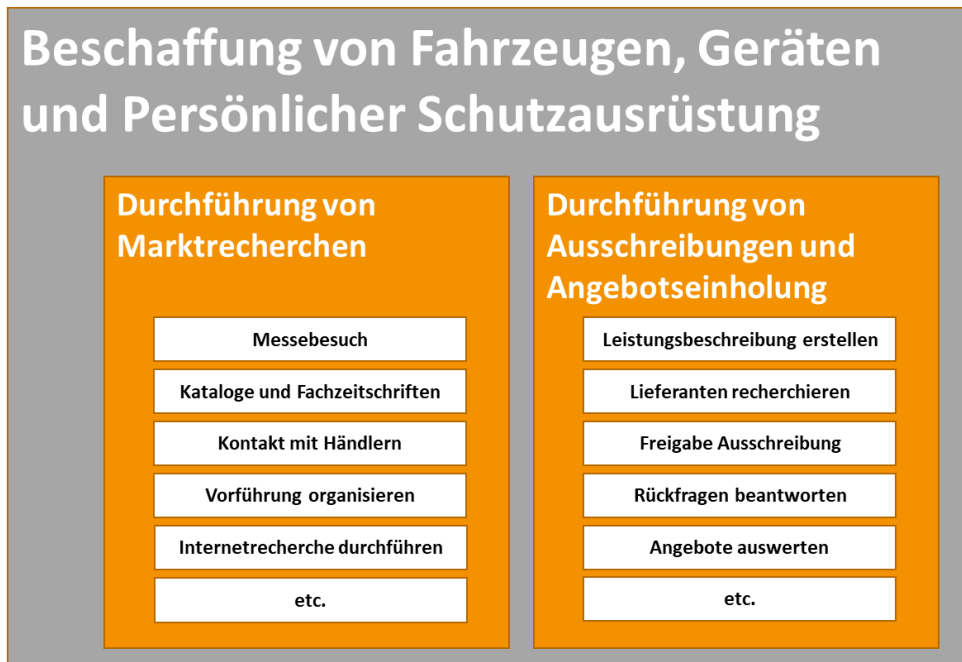 Beschaffung von Fahrzeugen, Geräten
und Persönlicher Schutzausrüstung
Durchführung von
Marktrecherchen
Messebesuch
Kataloge und Fachzeitschriften
Kontakt mit Händlern
Vorführung organisieren
Internetrecherche durchführen
etc.
Durchführung von
Ausschreibungen und
Angebotseinholung
Leistungsbeschreibung erstellen
Lieferanten recherchieren
Freigabe Ausschreibung
Rückfragen beantworten
Angebote auswerten
etc.